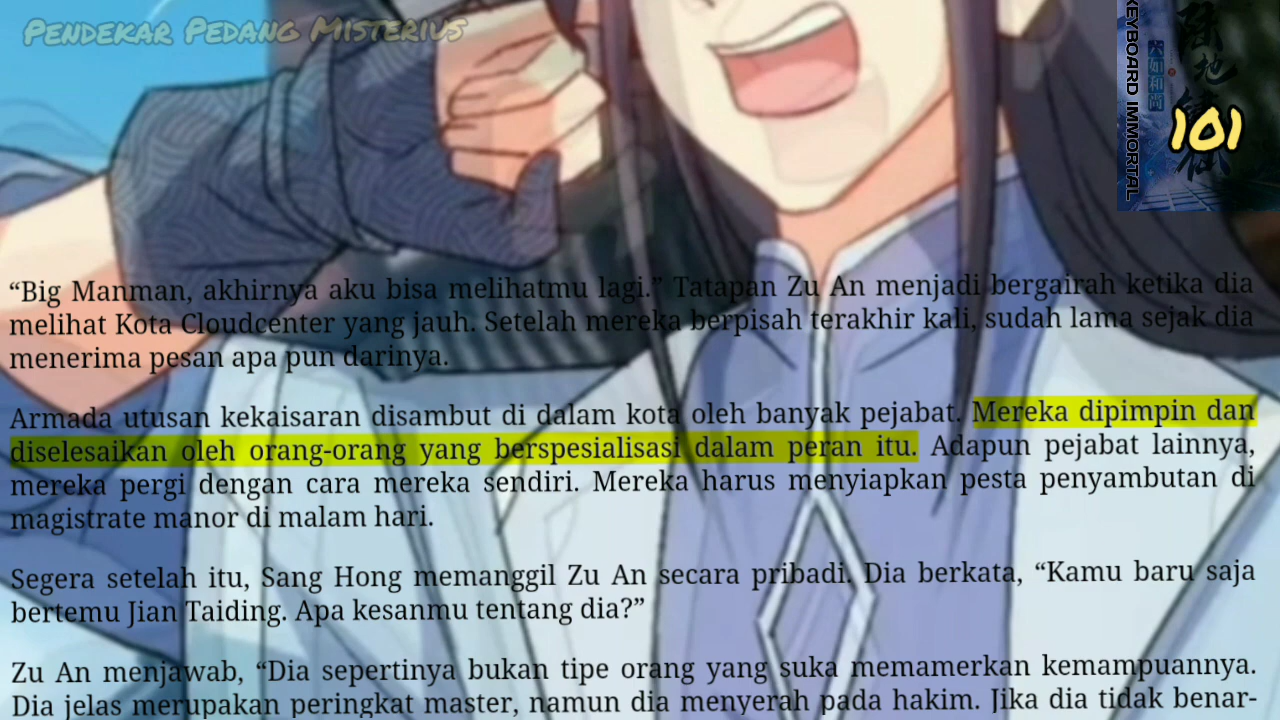 Pendekar Pedang Misterius
KEYBOARD IMMORTAL
101
“Big Manman, akhirnya aku bisa melihatmu lagi.” Tatapan Zu An menjadi bergairah ketika dia
melihat Kota Cloudcenter yang jauh. Setelah mereka berpisah terakhir kali, sudah lama sejak dia
menerima pesan apa pun darinya.
Armada utusan kekaisaran disambut di dalam kota oleh banyak pejabat. Mereka dipimpin dan
diselesaikan oleh orang-orang yang berspesialisasi dalam peran itu. Adapun pejabat lainnya,
mereka pergi dengan cara mereka sendiri. Mereka harus menyiapkan pesta penyambutan di
magistrate manor di malam hari.
Segera setelah itu, Sang Hong memanggil Zu An secara pribadi. Dia berkata, “Kamu baru saja
bertemu Jian Taiding. Apa kesanmu tentang dia?”
Zu An menjawab, “Dia sepertinya bukan tipe orang yang suka memamerkan kemampuannya.
Dia jelas merupakan peringkat master, namun dia menyerah pada hakim. Jika dia tidak benar-